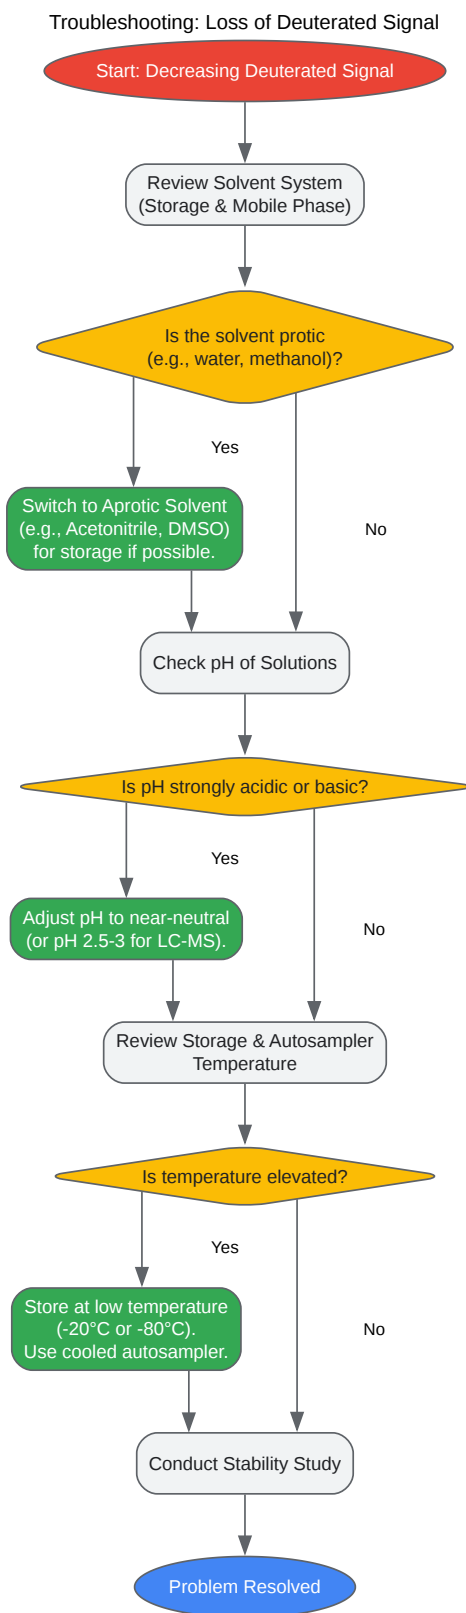 Troubleshooting: Loss of Deuterated Signal
Start: Decreasing Deuterated Signal
Review Solvent System
(Storage & Mobile Phase)
Is the solvent protic
(e.g., water, methanol)?
Yes
Switch to Aprotic Solvent
(e.g., Acetonitrile, DMSO)
for storage if possible.
No
Check pH of Solutions
Is pH strongly acidic or basic?
Yes
Adjust pH to near-neutral
(or pH 2.5-3 for LC-MS).
No
Review Storage & Autosampler
Temperature
Is temperature elevated?
Yes
Store at low temperature
(-20°C or -80°C).
Use cooled autosampler.
No
Conduct Stability Study
Problem Resolved